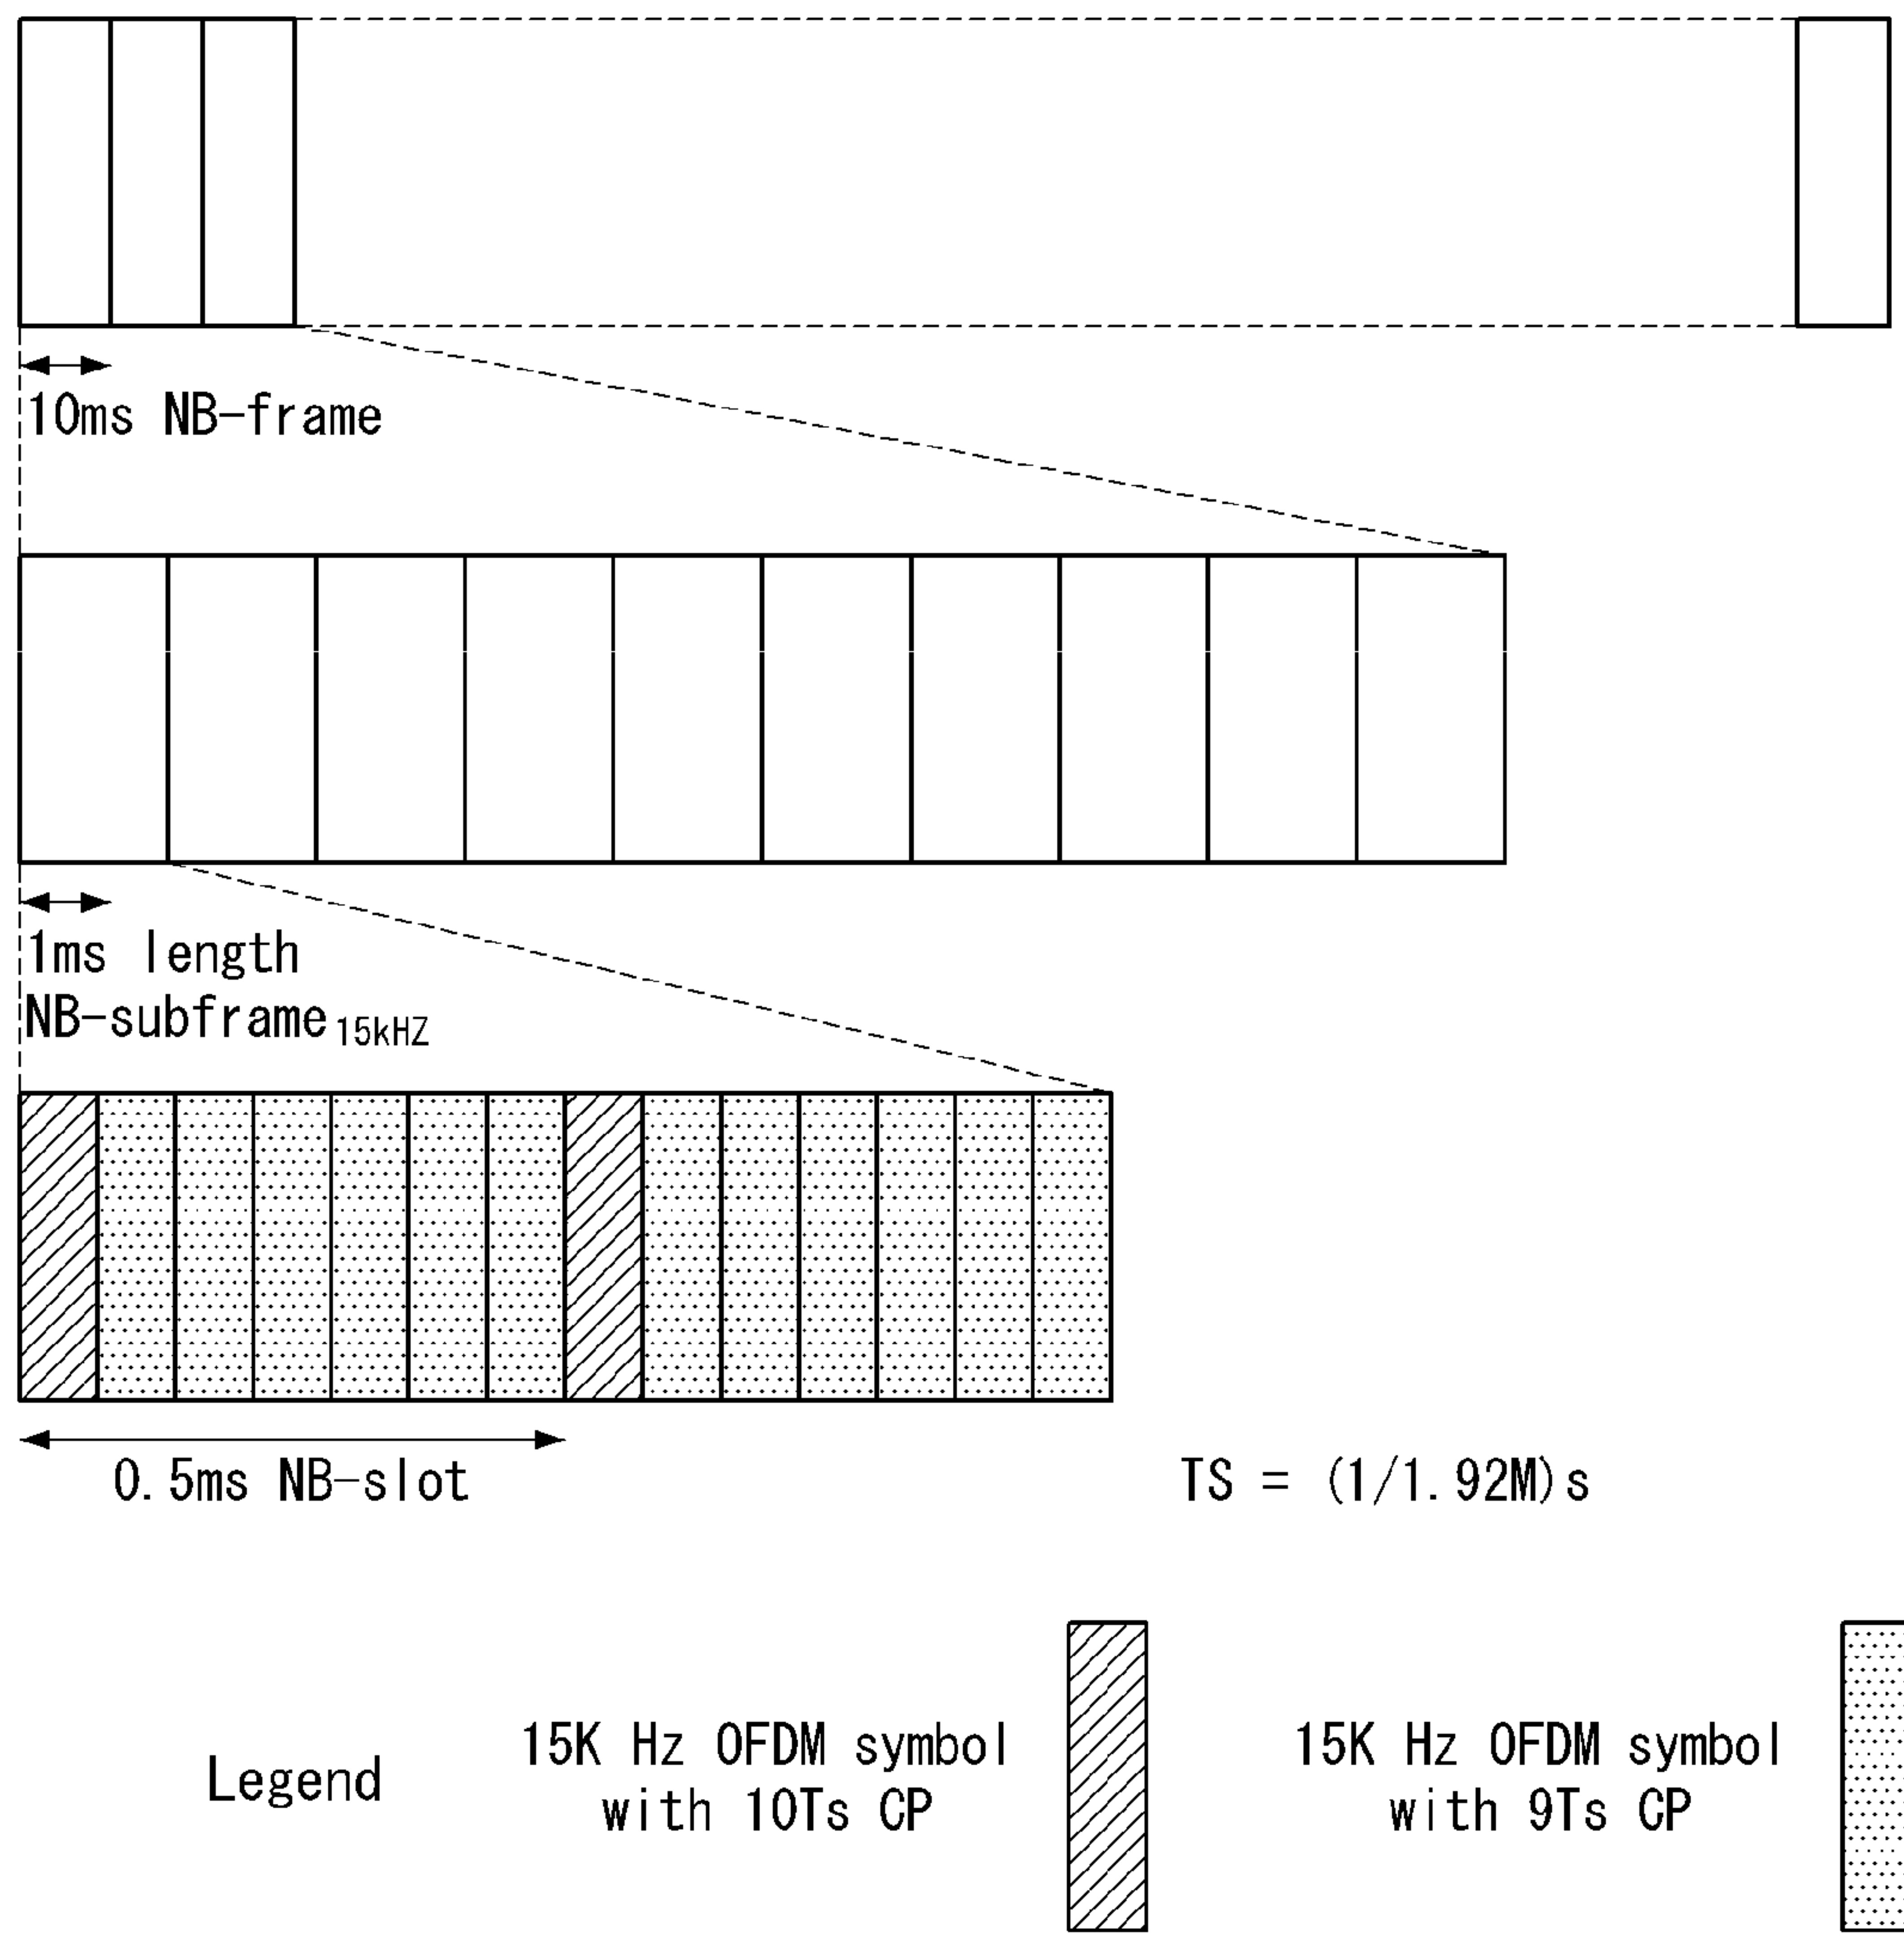 10ms NB-frame
1ms length
NB-subframe15kHZ
0.5ms NB-slot
TS = (1/1.92M)s
Legend
15K Hz OFDM symbol
with 10Ts CP
15K Hz OFDM symbol
with 9Ts CP